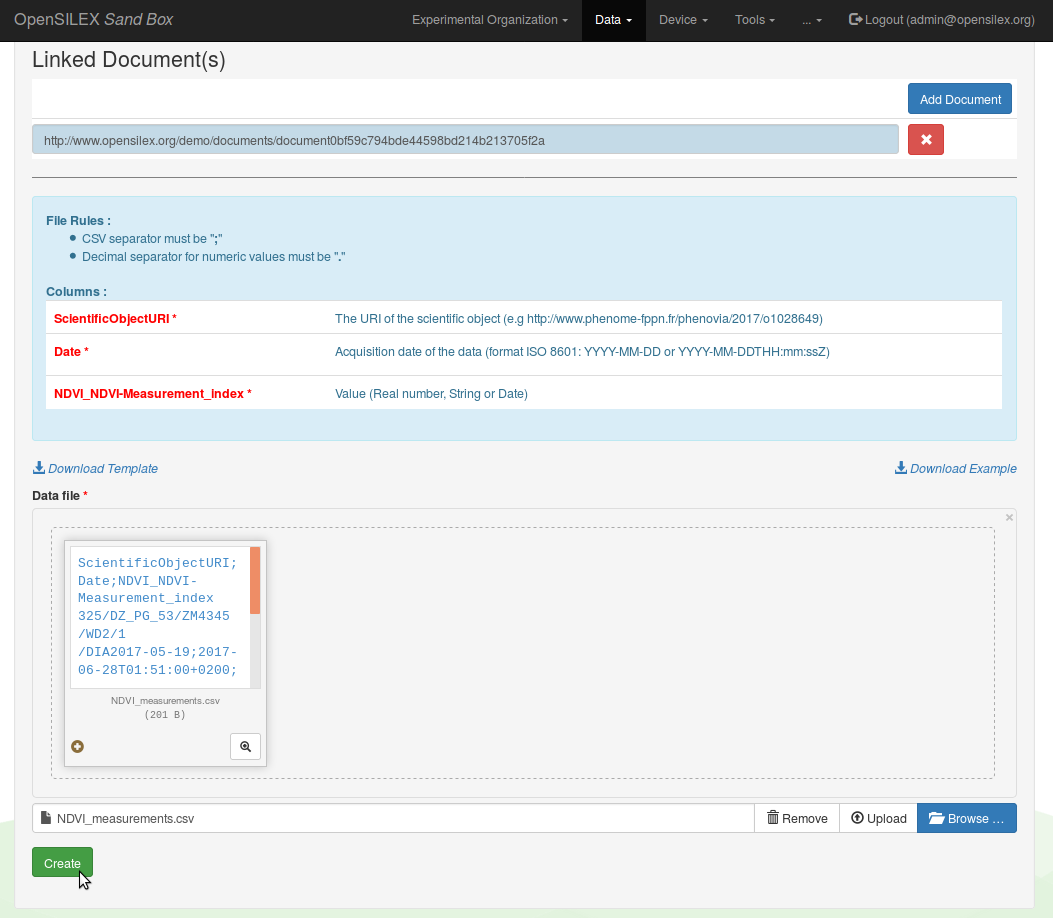 OpenSILEX Sand Box
Experimental Organization
Data
Device
Tools
...
Logout (admin@opensilex.org)
Linked Document(s)
Add Document
http://www.opensilex.org/demo/documents/document0bf59c794bde44598bd214b213705f2a
File Rules :
CSV separator must be ";"
Decimal separator for numeric values must be "."
Columns :
ScientificObjectURI * The URI of the scientific object (e.g http://www.phenome-fppn.fr/phenovia/2017/o1028649)
Date * Acquisition date of the data (format ISO 8601: YYYY-MM-DD or YYYY-MM-DDTHH:mm:ssZ)
NDVI_NDVI-Measurement_index * Value (Real number, String or Date)
Download Template
Download Example
Data file *
×
ScientificObjectURI;
Date;NDVI_NDVI-
Measurement_index
325/DZ_PG_53/ZM4345
/WD2/1
/DIA2017-05-19;2017-
06-28T01:51:00+0200;
NDVI_measurements.csv
(201 B)
NDVI_measurements.csv
Remove
Upload
Browse ...
Create